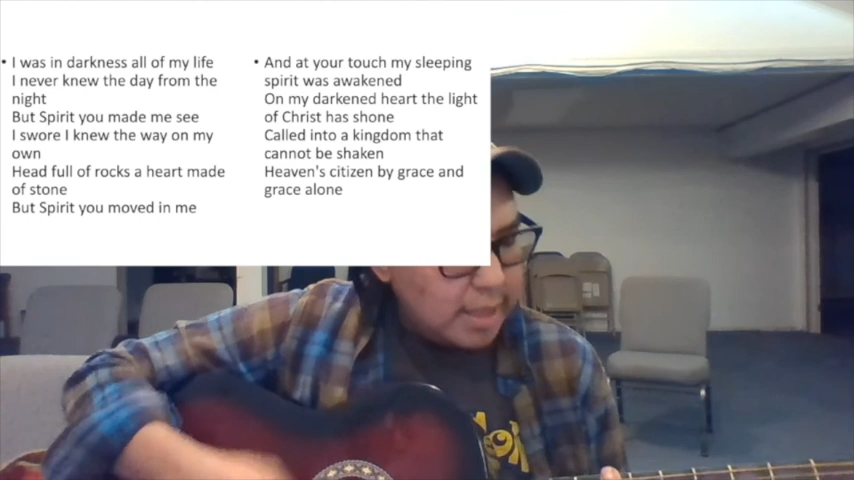 • I was in darkness all of my life
I never knew the day from the
night
But Spirit you made me see
I swore I knew the way on my
own
Head full of rocks a heart made
of stone
But Spirit you moved in me
• And at your touch my sleeping
spirit was awakened
On my darkened heart the light
of Christ has shone
Called into a kingdom that
cannot be shaken
Heaven's citizen by grace and
grace alone